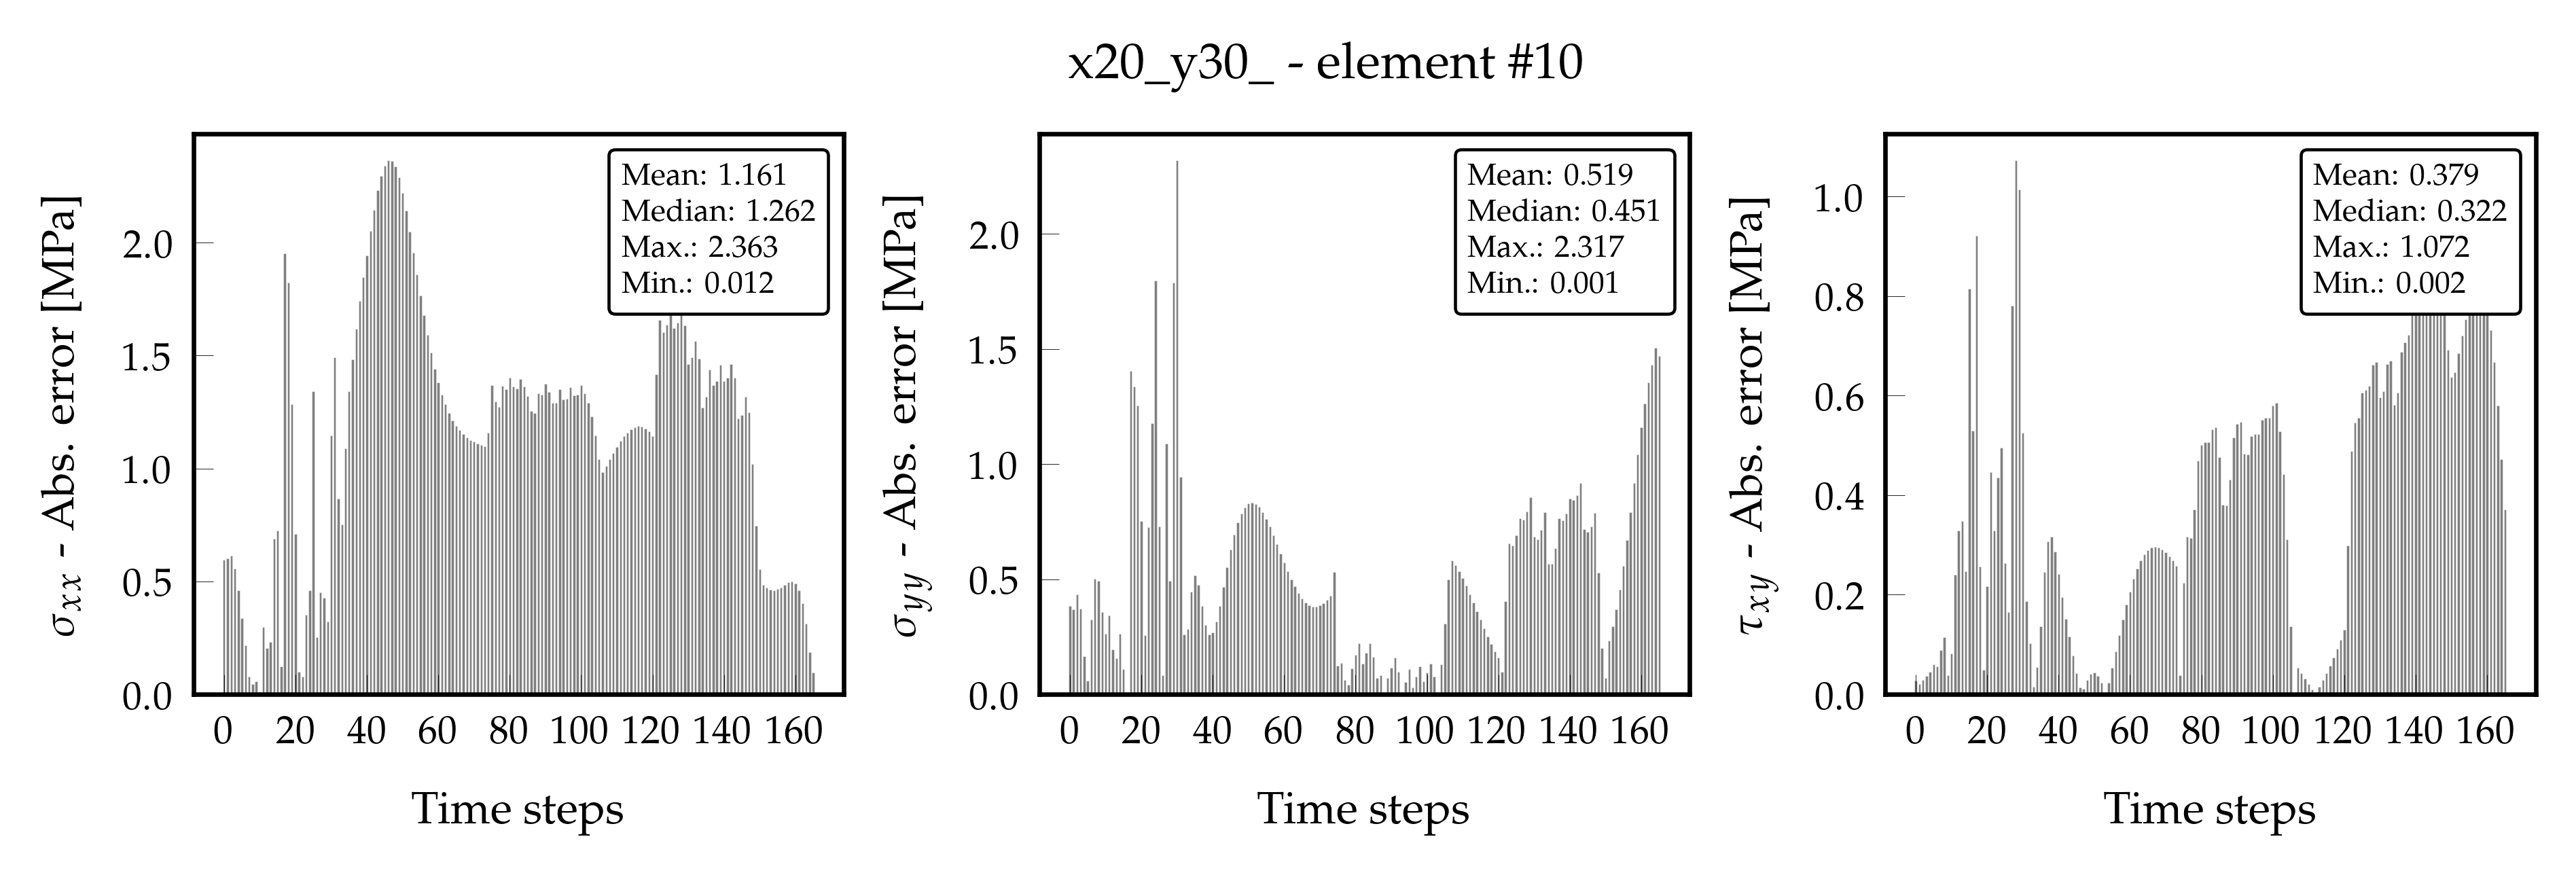 x20_y30_ - element #10
σxx - Abs. error [MPa]
2.0
1.5
1.0
0.5
0.0
Mean: 1.161
Median: 1.262
Max.: 2.363
Min.: 0.012
0 20 40 60 80 100 120 140 160
Time steps
σyy - Abs. error [MPa]
2.0
1.5
1.0
0.5
0.0
Mean: 0.519
Median: 0.451
Max.: 2.317
Min.: 0.001
0 20 40 60 80 100 120 140 160
Time steps
τxy - Abs. error [MPa]
1.0
0.8
0.6
0.4
0.2
0.0
Mean: 0.379
Median: 0.322
Max.: 1.072
Min.: 0.002
0 20 40 60 80 100 120 140 160
Time steps